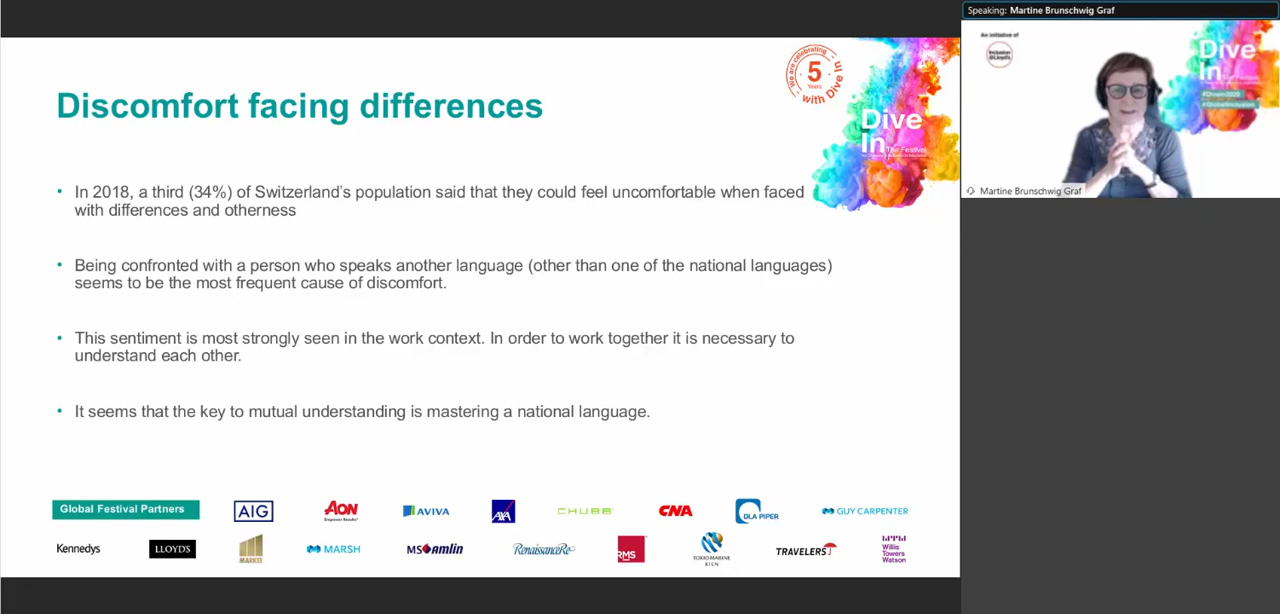 Speaking: Martine Brunschwig Graf
An initiative of
Inclusion
@Lloyd's
Dive
In The Festival
#DiveIn2020
#GlobalInclusion
Martine Brunschwig Graf
We are celebrating
5
Years
with Dive In
Dive
In The Festival
Discomfort facing differences
• In 2018, a third (34%) of Switzerland's population said that they could feel uncomfortable when faced
with differences and otherness
• Being confronted with a person who speaks another language (other than one of the national languages)
seems to be the most frequent cause of discomfort.
• This sentiment is most strongly seen in the work context. In order to work together it is necessary to
understand each other.
• It seems that the key to mutual understanding is mastering a national language.
Global Festival Partners
AIG
AON
Empower Results®
AVIVA
AXA
CHUBB®
CNA
DLA PIPER
GUY CARPENTER
Kennedys
LLOYD'S
MARKEL
MARSH
MS Amlin
RenaissanceRe
RMS
TOKIO MARINE
KILN
TRAVELERS
Willis
Towers
Watson